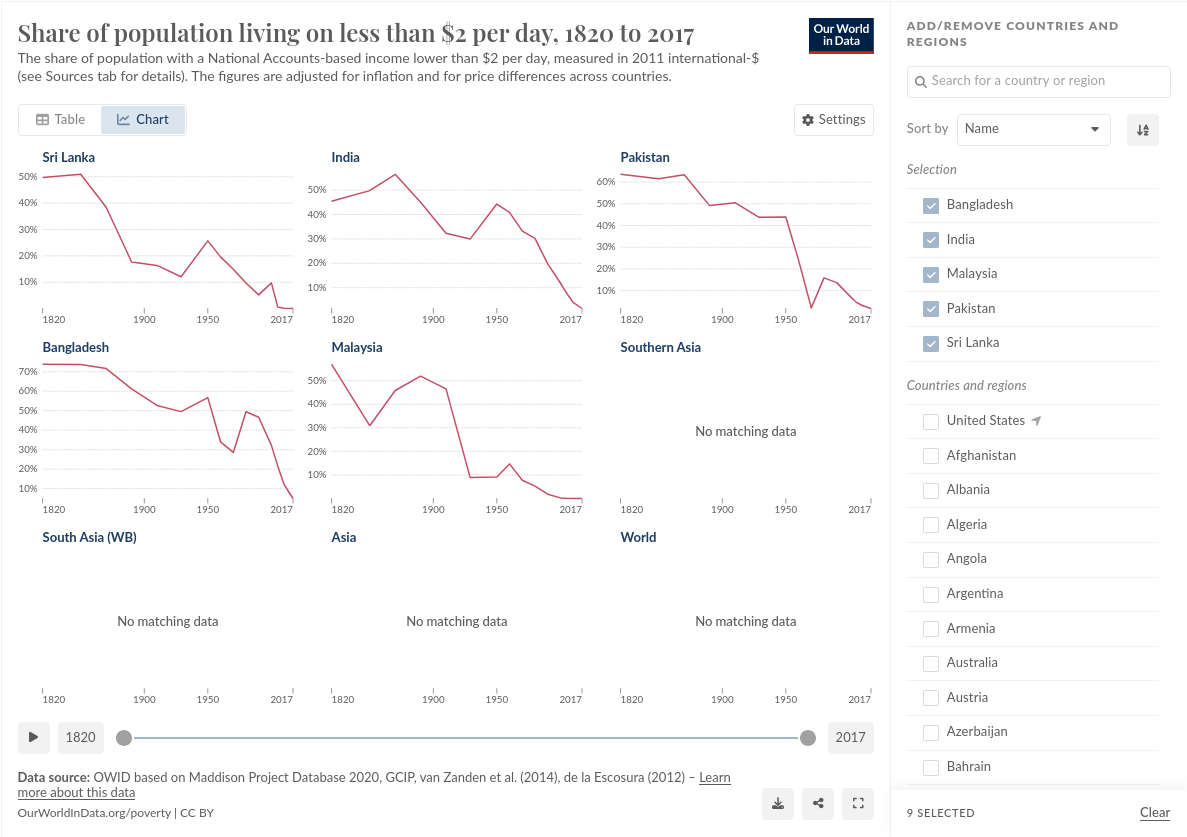 Share of population living on less than $2 per day, 1820 to 2017
The share of population with a National Accounts-based income lower than $2 per day, measured in 2011 international-$
(see Sources tab for details). The figures are adjusted for inflation and for price differences across countries.
Our World
in Data
Table
Chart
Settings
Sri Lanka
50%
40%
30%
20%
10%
1820
1900
1950
2017
India
50%
40%
30%
20%
10%
1820
1900
1950
2017
Pakistan
60%
50%
40%
30%
20%
10%
1820
1900
1950
2017
Bangladesh
70%
60%
50%
40%
30%
20%
10%
1820
1900
1950
2017
Malaysia
50%
40%
30%
20%
10%
1820
1900
1950
2017
Southern Asia
No matching data
1820
1900
1950
2017
South Asia (WB)
No matching data
1820
1900
1950
2017
Asia
No matching data
1820
1900
1950
2017
World
No matching data
1820
1900
1950
2017
1820
2017
Data source: OWID based on Maddison Project Database 2020, GCIP, van Zanden et al. (2014), de la Escosura (2012) – Learn
more about this data
OurWorldInData.org/poverty | CC BY
ADD/REMOVE COUNTRIES AND
REGIONS
Search for a country or region
Sort by
Name
Selection
Bangladesh
India
Malaysia
Pakistan
Sri Lanka
Countries and regions
United States
Afghanistan
Albania
Algeria
Angola
Argentina
Armenia
Australia
Austria
Azerbaijan
Bahrain
9 SELECTED
Clear